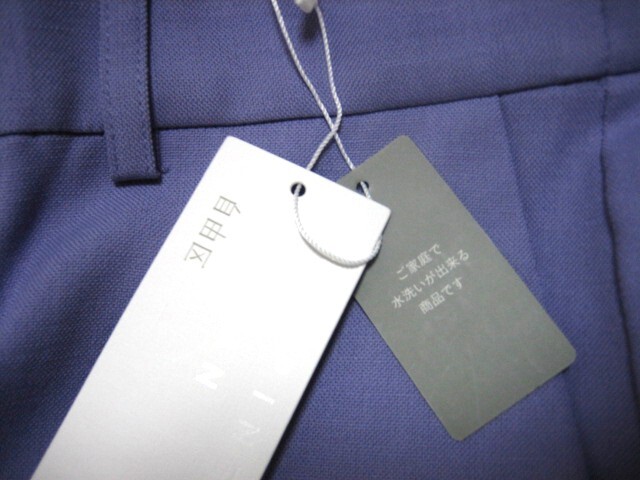 自由区
ご家庭で
水洗いが出来る
商品です